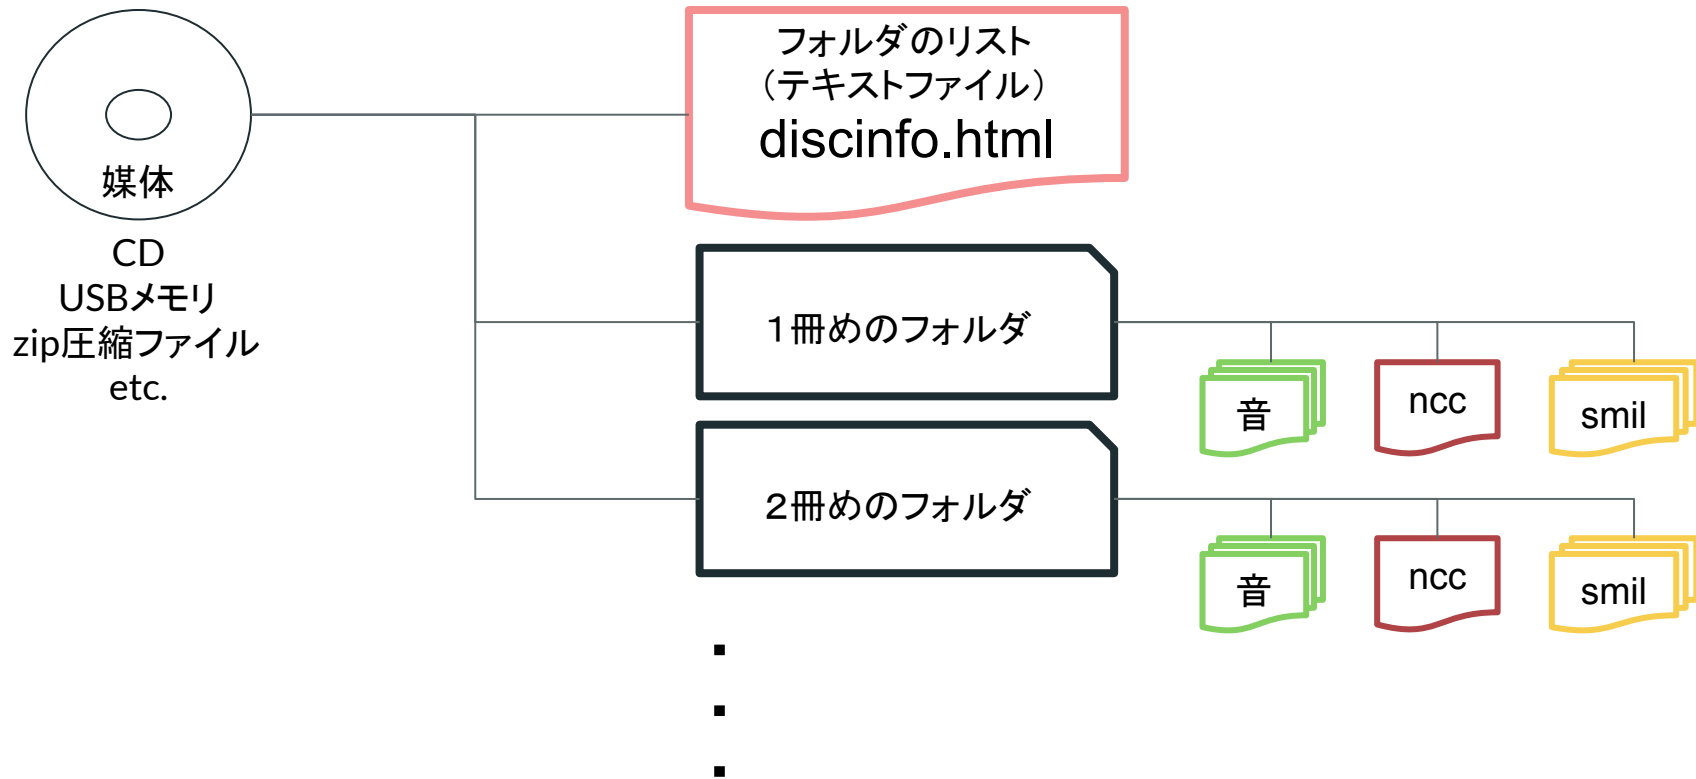 媒体
CD
USBメモリ
zip圧縮ファイル
etc.
フォルダのリスト
（テキストファイル）
discinfo.html
１冊めのフォルダ
音
ncc
smil
２冊めのフォルダ
音
ncc
smil
・
・
・